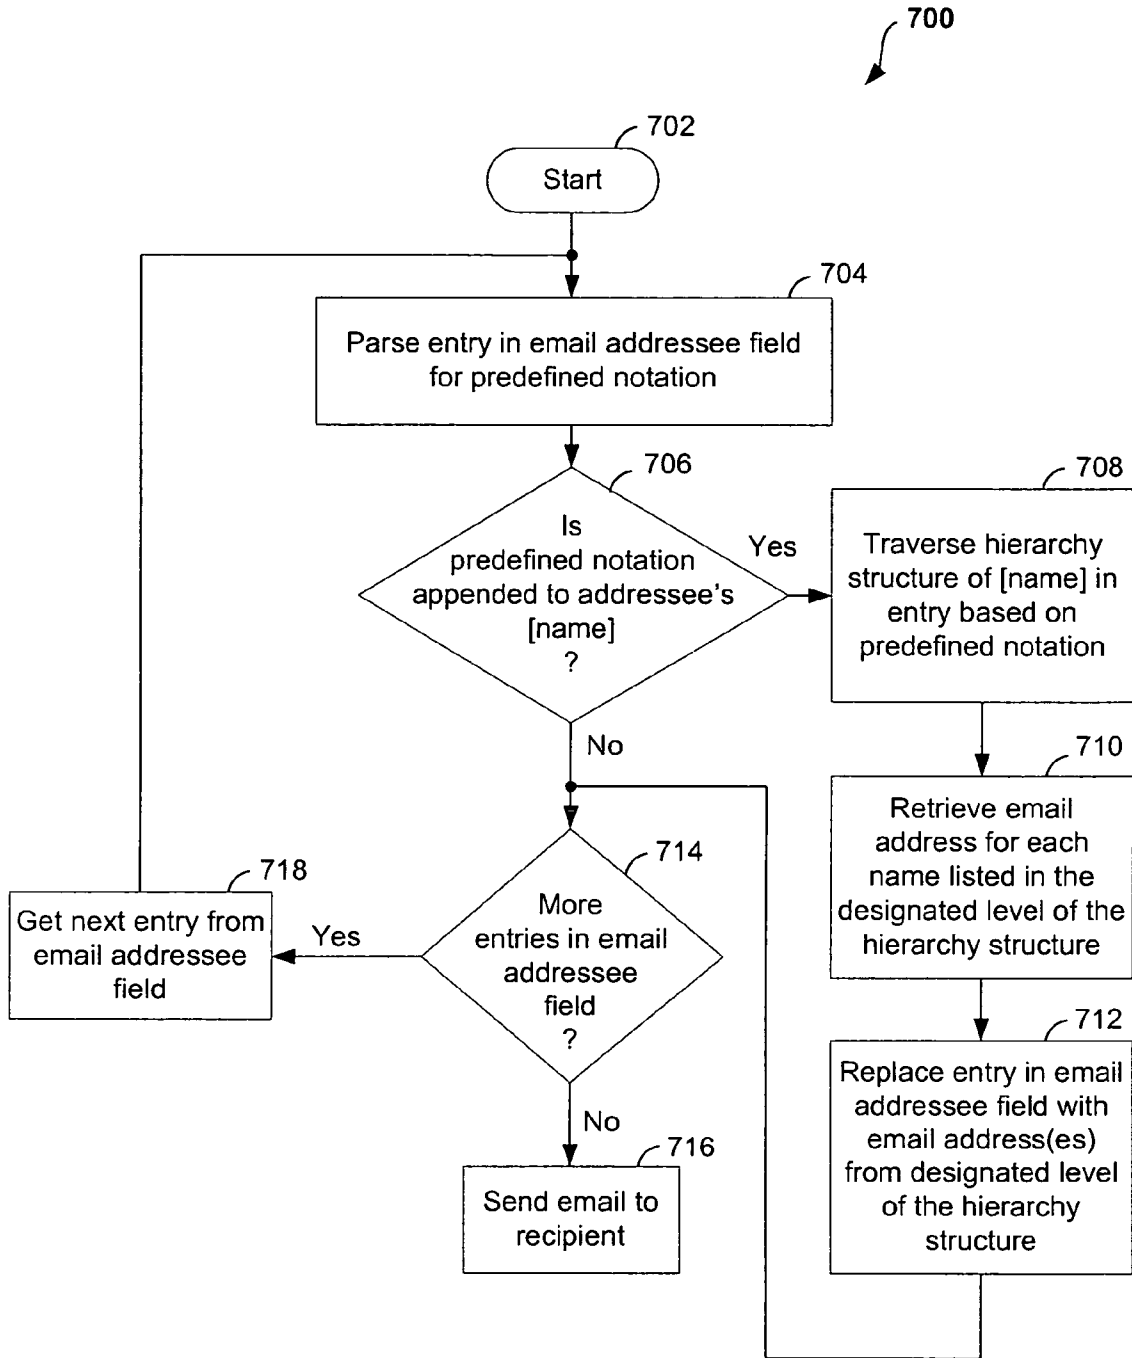 700
702
Start
704
Parse entry in email addressee field
for predefined notation
706
Is
predefined notation
appended to addressee's
[name]
?
Yes
708
Traverse hierarchy
structure of [name] in
entry based on
predefined notation
No
710
Retrieve email
address for each
name listed in the
designated level of the
hierarchy structure
714
More
entries in email
addressee
field
?
Yes
718
Get next entry from
email addressee
field
712
Replace entry in email
addressee field with
email address(es)
from designated level
of the hierarchy
structure
No
716
Send email to
recipient